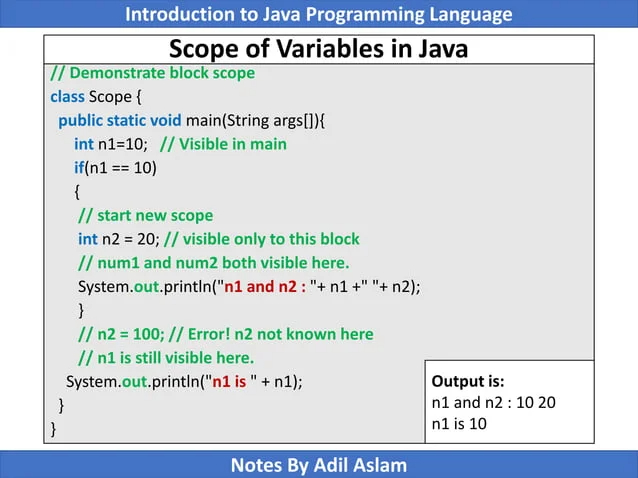 Introduction to Java Programming Language
Scope of Variables in Java
// Demonstrate block scope
class Scope {
public static void main(String args[]){
int n1=10;   // Visible in main
if(n1 == 10)
{
// start new scope
int n2 = 20; // visible only to this block
// num1 and num2 both visible here.
System.out.println("n1 and n2 : "+ n1 +" "+ n2);
}
// n2 = 100; // Error! n2 not known here
// n1 is still visible here.
System.out.println("n1 is " + n1);
}
}
Output is:
n1 and n2 : 10 20
n1 is 10
Notes By Adil Aslam